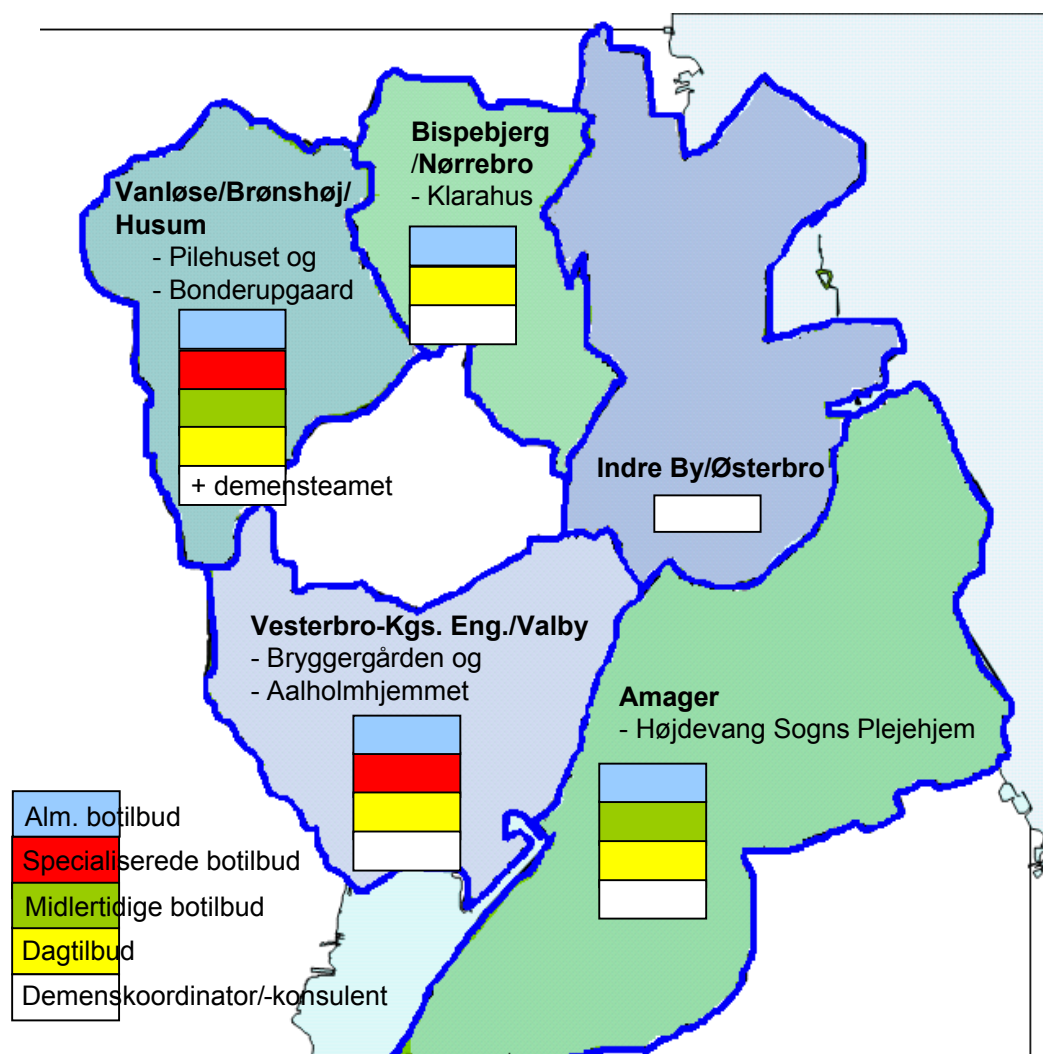 Bispebjerg
/Nørrebro
- Klarahus
Vanløse/Brønshøj/
Husum
- Pilehuset og
- Bonderupgaard
+ demensteamet
Indre By/Østerbro
Vesterbro-Kgs. Eng./Valby
- Bryggergården og
- Aalholmhjemmet
Amager
- Højdevang Sogns Plejehjem
Alm. botilbud
Specialiserede botilbud
Midlertidige botilbud
Dagtilbud
Demenskoordinator/-konsulent